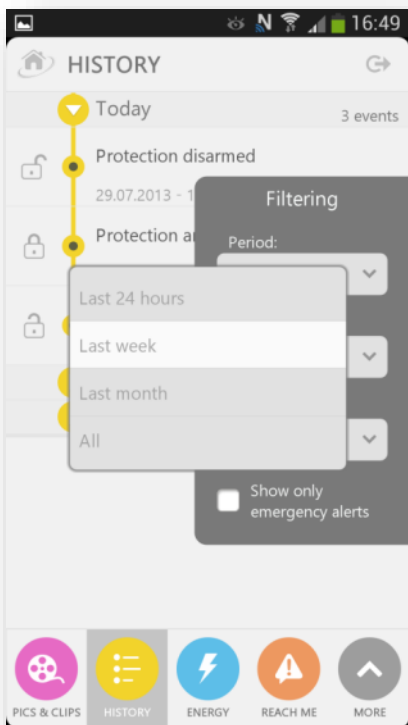 16:49
HISTORY
Today
3 events
Protection disarmed
29.07.2013 - 1
Filtering
Protection a
Period:
Last 24 hours
Last week
Last month
All
Show only
emergency alerts
PICS & CLIPS
HISTORY
ENERGY
REACH ME
MORE